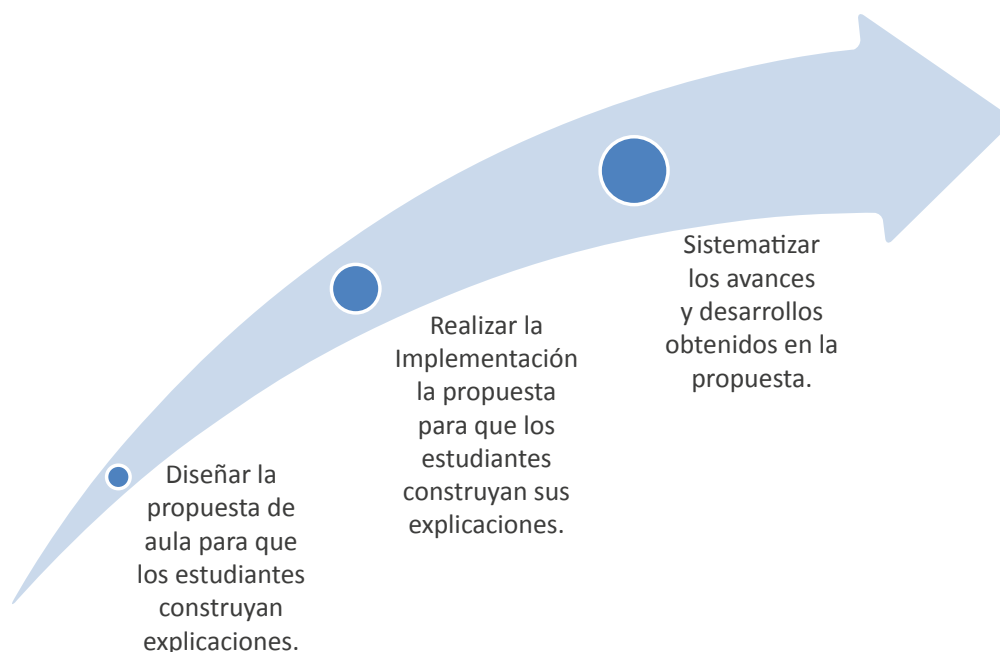 Diseñar la
propuesta de
aula para que
los estudiantes
construyan
explicaciones.
Realizar la
Implementación
la propuesta
para que los
estudiantes
construyan sus
explicaciones.
Sistematizar
los avances
y desarrollos
obtenidos en la
propuesta.